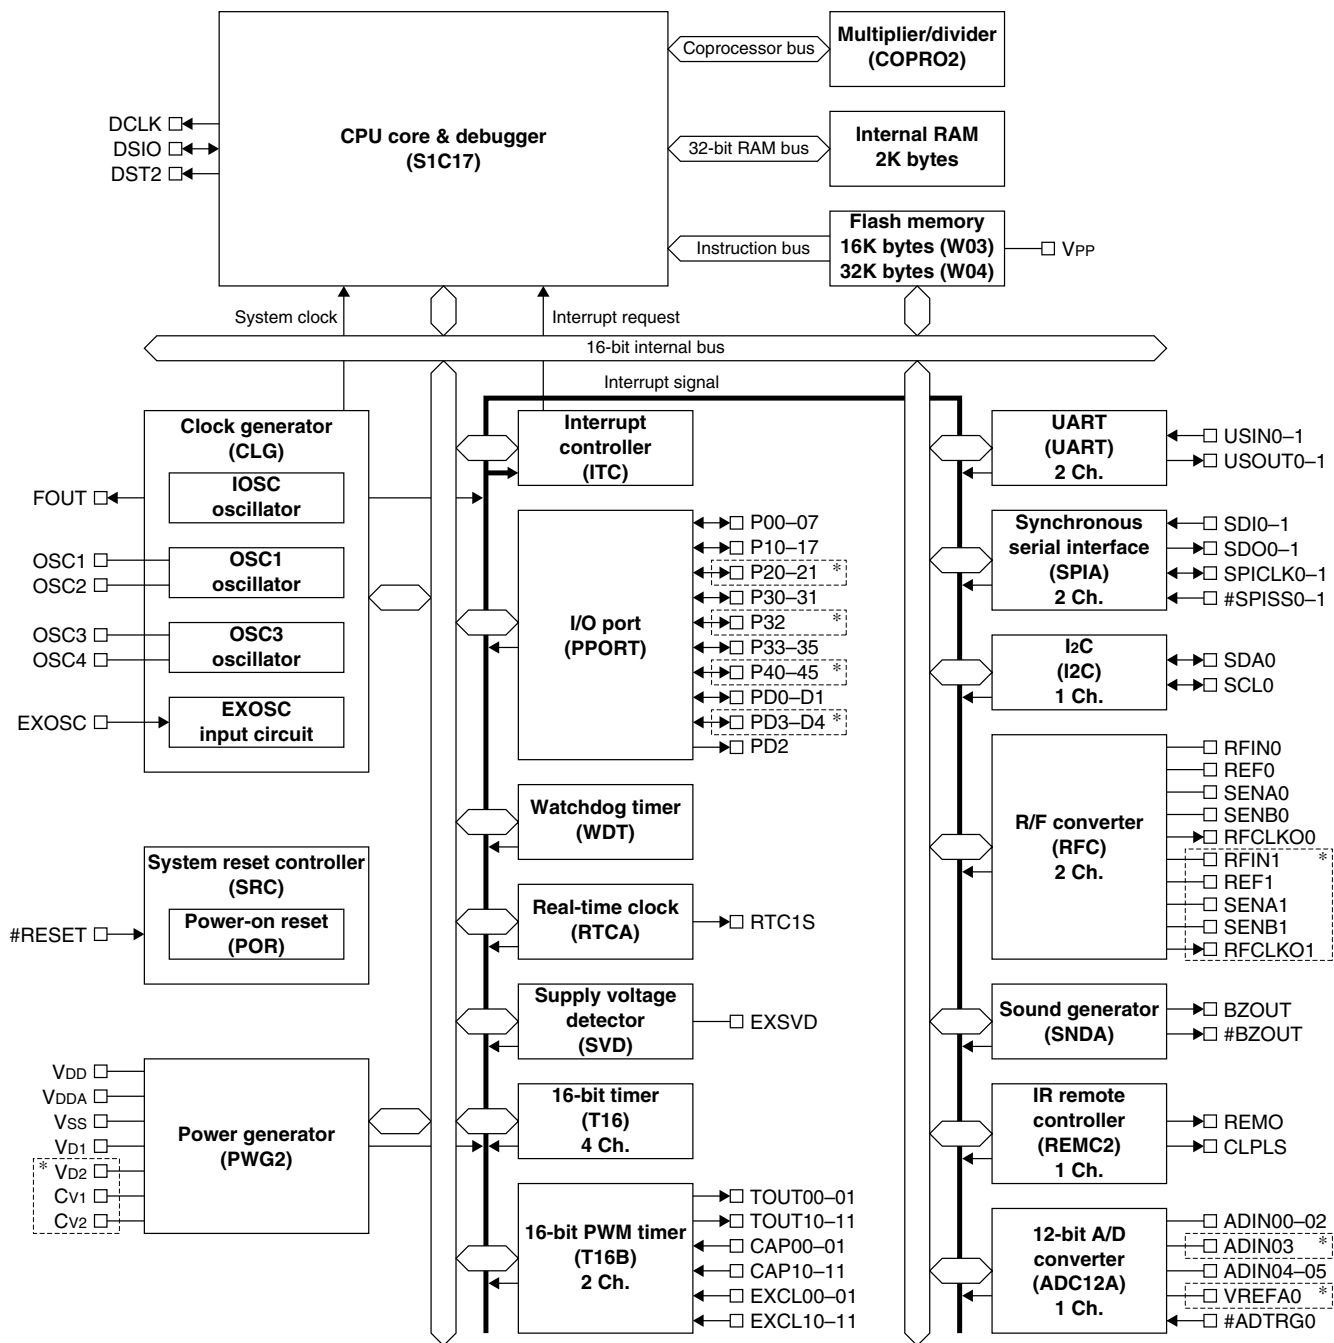 CPU core & debugger
(S1C17)
DCLK
DSIO
DST2
Coprocessor bus
Multiplier/divider
(COPRO2)
32-bit RAM bus
Internal RAM
2K bytes
Instruction bus
Flash memory
16K bytes (W03)
32K bytes (W04)
VPP
System clock
Interrupt request
16-bit internal bus
Interrupt signal
Clock generator
(CLG)
IOSC
oscillator
OSC1
oscillator
OSC3
oscillator
EXOSC
input circuit
FOUT
OSC1
OSC2
OSC3
OSC4
EXOSC
System reset controller
(SRC)
Power-on reset
(POR)
#RESET
Power generator
(PWG2)
VDD
VDDA
VSS
VD1
* VD2
CV1
CV2
Interrupt
controller
(ITC)
I/O port
(PPORT)
P00–07
P10–17
P20–21 *
P30–31
P32 *
P33–35
P40–45 *
PD0–D1
PD3–D4 *
PD2
Watchdog timer
(WDT)
Real-time clock
(RTCA)
RTC1S
Supply voltage
detector
(SVD)
EXSVD
16-bit timer
(T16)
4 Ch.
16-bit PWM timer
(T16B)
2 Ch.
TOUT00–01
TOUT10–11
CAP00–01
CAP10–11
EXCL00–01
EXCL10–11
UART
(UART)
2 Ch.
USIN0–1
USOUT0–1
Synchronous
serial interface
(SPIA)
2 Ch.
SDI0–1
SDO0–1
SPICLK0–1
#SPISS0–1
I2C
(I2C)
1 Ch.
SDA0
SCL0
R/F converter
(RFC)
2 Ch.
RFIN0
REF0
SENA0
SENB0
RFCLKO0
RFIN1 *
REF1
SENA1
SENB1
RFCLKO1
Sound generator
(SNDA)
BZOUT
#BZOUT
IR remote
controller
(REMC2)
1 Ch.
REMO
CLPLS
12-bit A/D
converter
(ADC12A)
1 Ch.
ADIN00–02
ADIN03 *
ADIN04–05
VREFA0 *
#ADTRG0